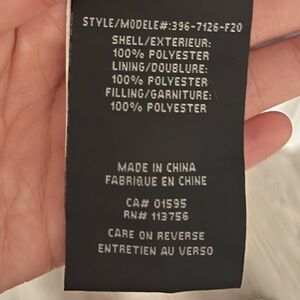 STYLE/MODELE#:396-7126-F20
SHELL/EXTERIEUR:
100% POLYESTER
LINING/DOUBLURE:
100% POLYESTER
FILLING/GARNITURE:
100% POLYESTER
MADE IN CHINA
FABRIQUE EN CHINE
CA# 01595
RN# 113756
CARE ON REVERSE
ENTRETIEN AU VERSO